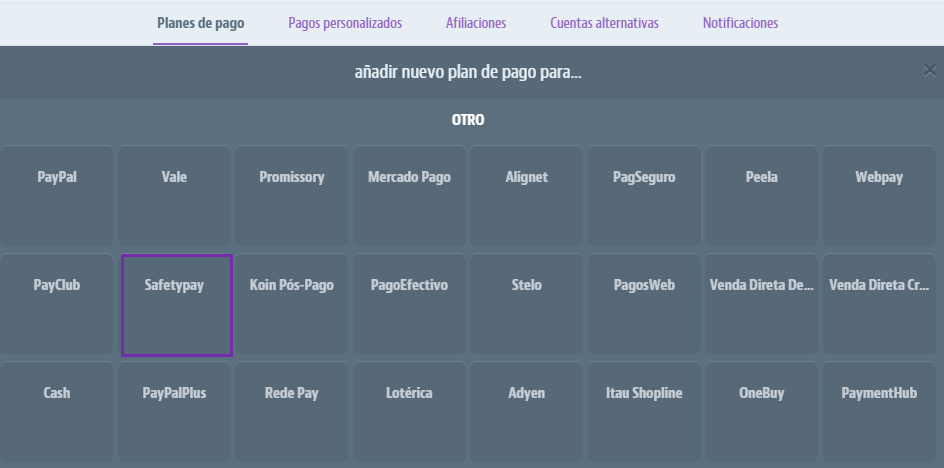 Planes de pago Pagos personalizados Afiliaciones Cuentas alternativas Notificaciones
añadir nuevo plan de pago para...
OTRO
PayPal Vale Promissory Mercado Pago Alignet PagSeguro Peela Webpay
PayClub Safetypay Koin Pós-Pago PagoEfectivo Stelo PagosWeb Venda Direta De... Venda Direta Cr...
Cash PayPalPlus Rede Pay Lotérica Adyen Itau Shopline OneBuy PaymentHub